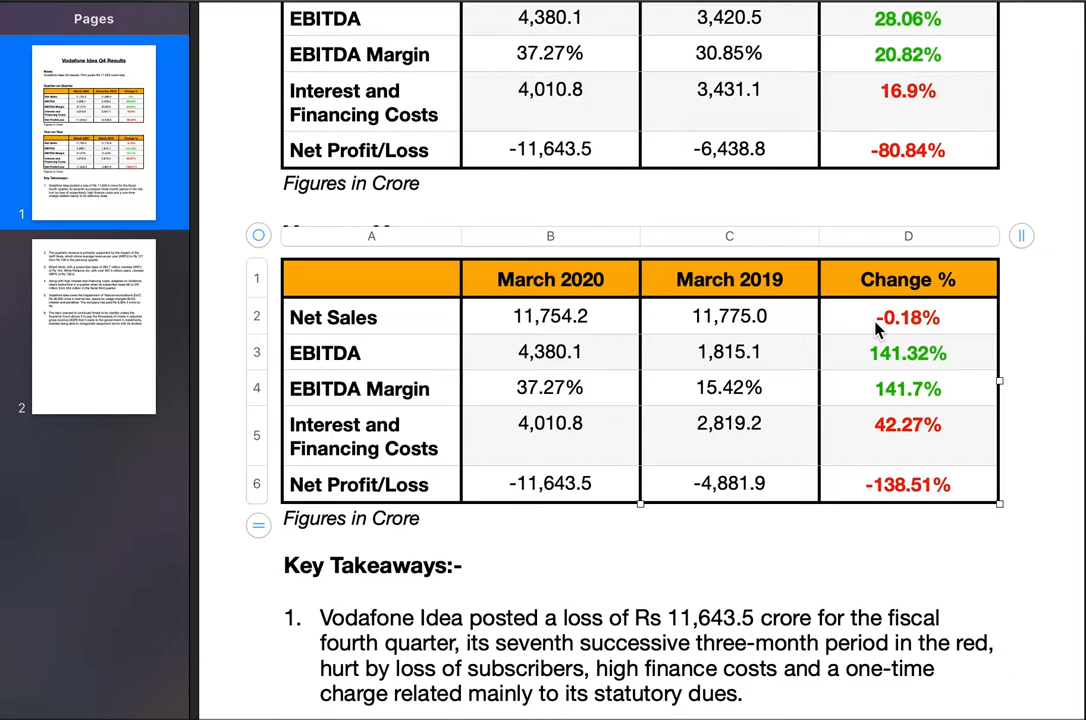 Pages
Vodafone Idea Q4 Results
1
2
EBITDA 4,380.1 3,420.5 28.06%
EBITDA Margin 37.27% 30.85% 20.82%
Interest and
Financing Costs 4,010.8 3,431.1 16.9%
Net Profit/Loss -11,643.5 -6,438.8 -80.84%
Figures in Crore
A B C D
1 March 2020 March 2019 Change %
2 Net Sales 11,754.2 11,775.0 -0.18%
3 EBITDA 4,380.1 1,815.1 141.32%
4 EBITDA Margin 37.27% 15.42% 141.7%
5 Interest and
Financing Costs 4,010.8 2,819.2 42.27%
6 Net Profit/Loss -11,643.5 -4,881.9 -138.51%
Figures in Crore
Key Takeaways:-
1. Vodafone Idea posted a loss of Rs 11,643.5 crore for the fiscal
fourth quarter, its seventh successive three-month period in the red,
hurt by loss of subscribers, high finance costs and a one-time
charge related mainly to its statutory dues.